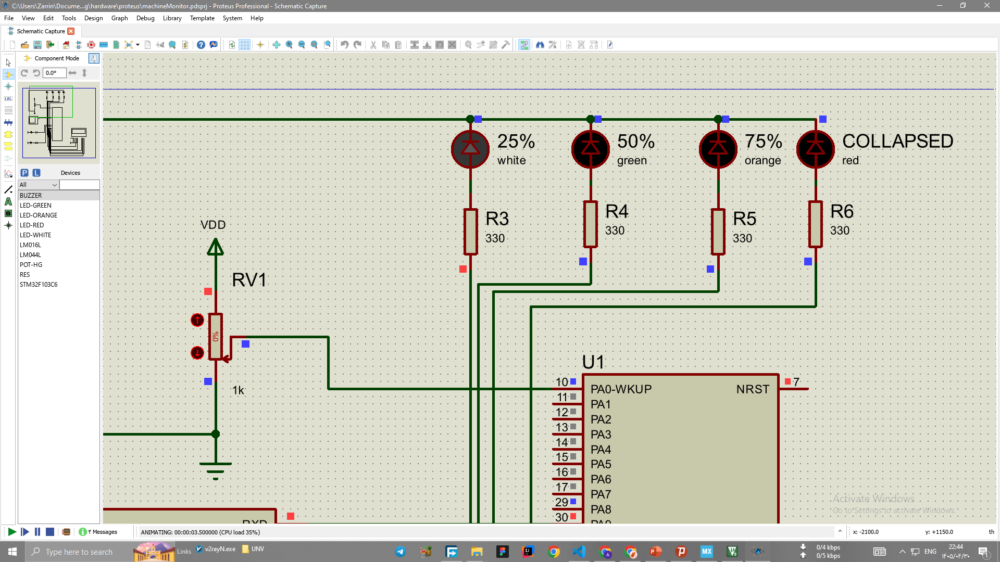 C:\Users\Zarrin\Docume...g\hardware\proteus\machineMonitor.pdsprj - Proteus Professional - Schematic Capture
File View Edit Tools Design Graph Debug Library Template System Help
Schematic Capture
Component Mode
0.0°
P L Devices
All
BUZZER
LED-GREEN
LED-ORANGE
LED-RED
LED-WHITE
LM016L
LM044L
POT-HG
RES
STM32F103C6
25%
white
50%
green
75%
orange
COLLAPSED
red
R3
330
R4
330
R5
330
R6
330
VDD
RV1
0%
1k
U1
10 PA0-WKUP NRST 7
11 PA1
12 PA2
13 PA3
14 PA4
15 PA5
16 PA6
17 PA7
29 PA8
30 PA9
RXD
Activate Windows
Go to Settings to activate Windows.
۴ Messages
ANIMATING: 00:00:03.500000 (CPU load 35%)
x: -2100.0 y: +1150.0 th
Type here to search
Links v2rayN.exe UNV
0/4 kbps
0/5 kbps
ENG
22:44
۱۴۰۵/۰۴/۳۰